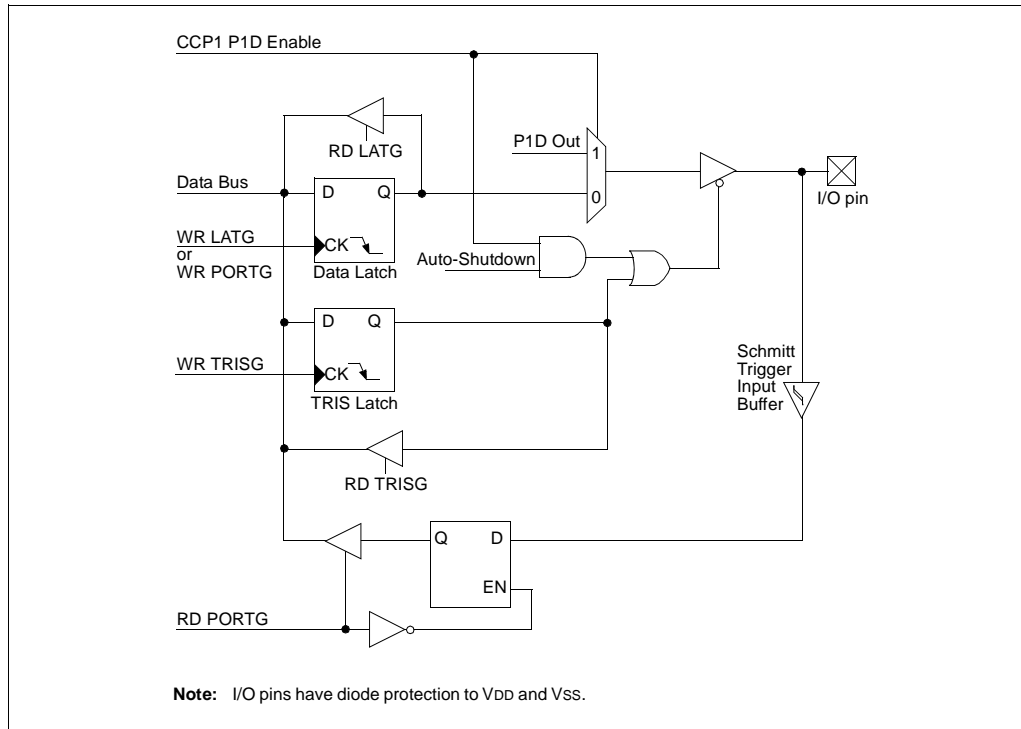 CCP1 P1D Enable
RD LATG
P1D Out
1
0
Data Bus
D Q
CK
Data Latch
WR LATG
or
WR PORTG
Auto-Shutdown
I/O pin
D Q
CK
TRIS Latch
WR TRISG
Schmitt
Trigger
Input
Buffer
RD TRISG
Q D
EN
RD PORTG
Note: I/O pins have diode protection to VDD and VSS.